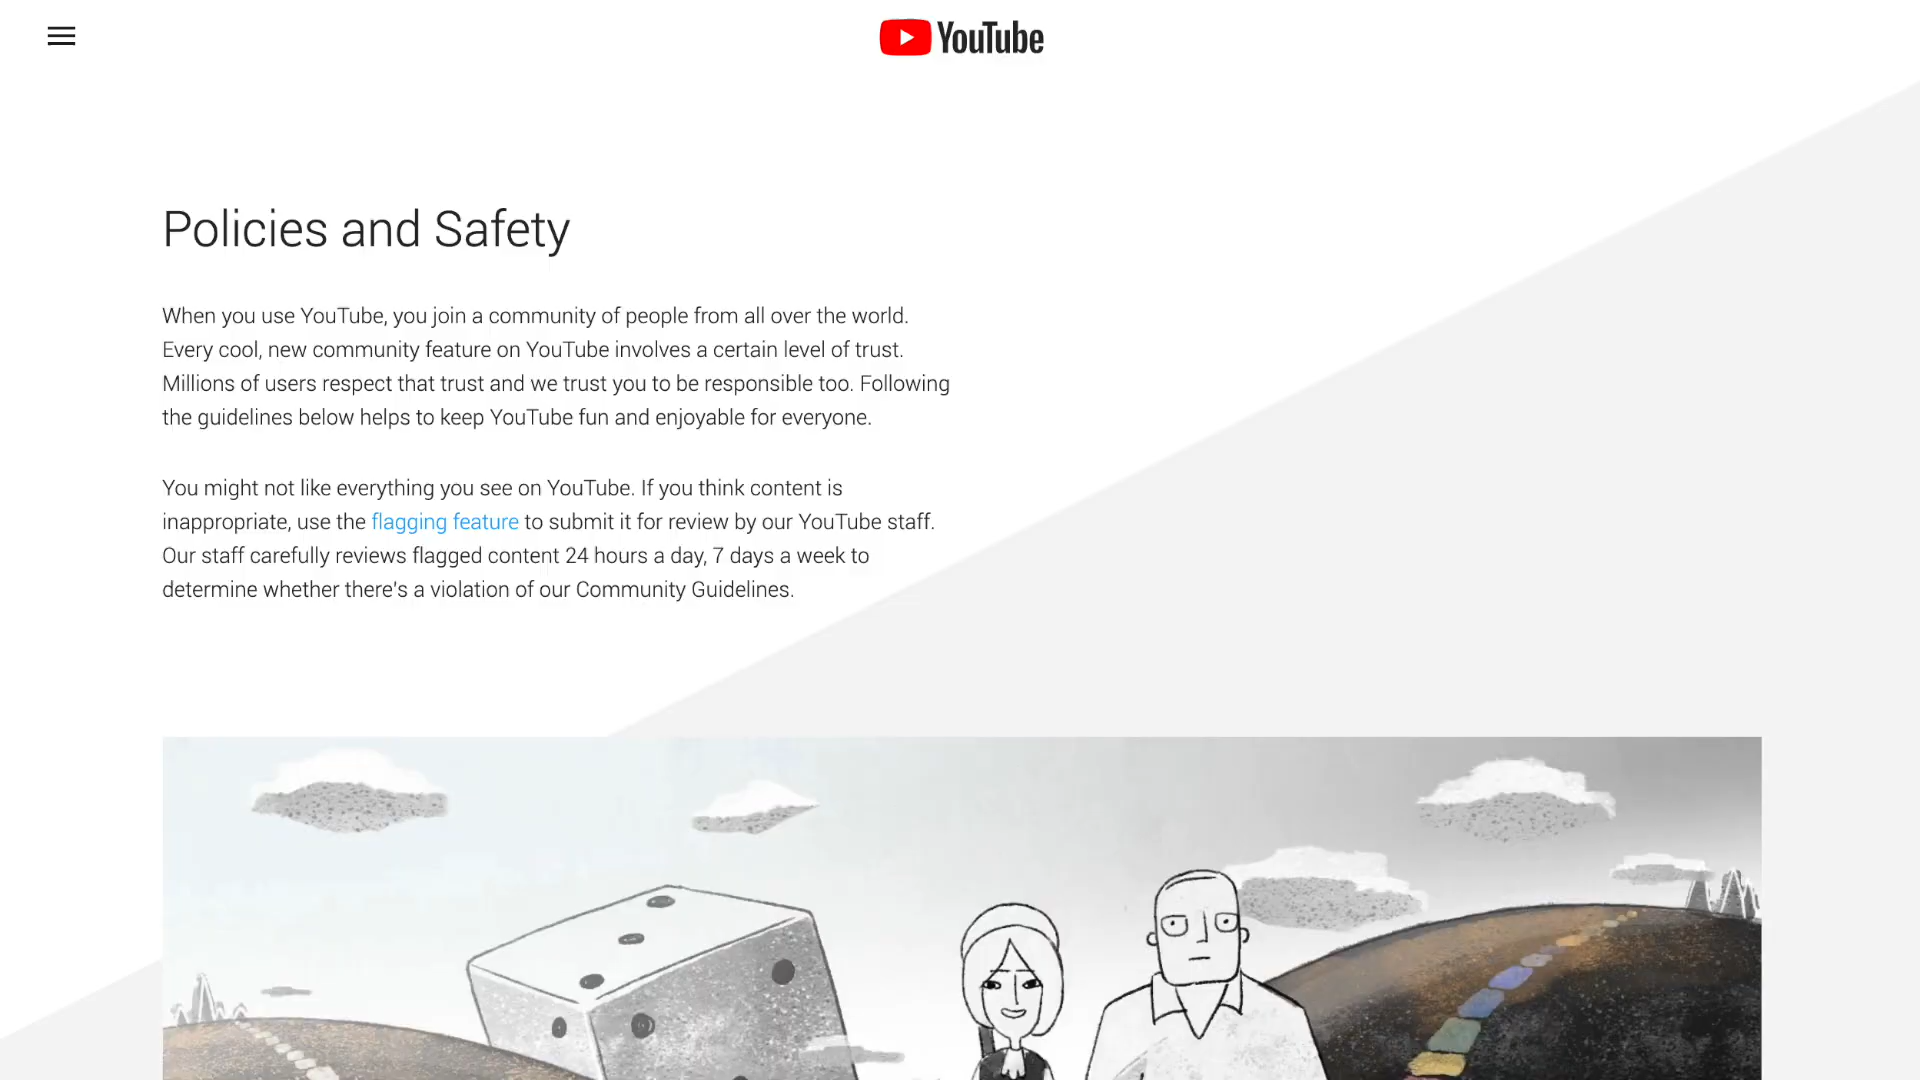 YouTube
Policies and Safety
When you use YouTube, you join a community of people from all over the world.
Every cool, new community feature on YouTube involves a certain level of trust.
Millions of users respect that trust and we trust you to be responsible too. Following
the guidelines below helps to keep YouTube fun and enjoyable for everyone.
You might not like everything you see on YouTube. If you think content is
inappropriate, use the flagging feature to submit it for review by our YouTube staff.
Our staff carefully reviews flagged content 24 hours a day, 7 days a week to
determine whether there's a violation of our Community Guidelines.